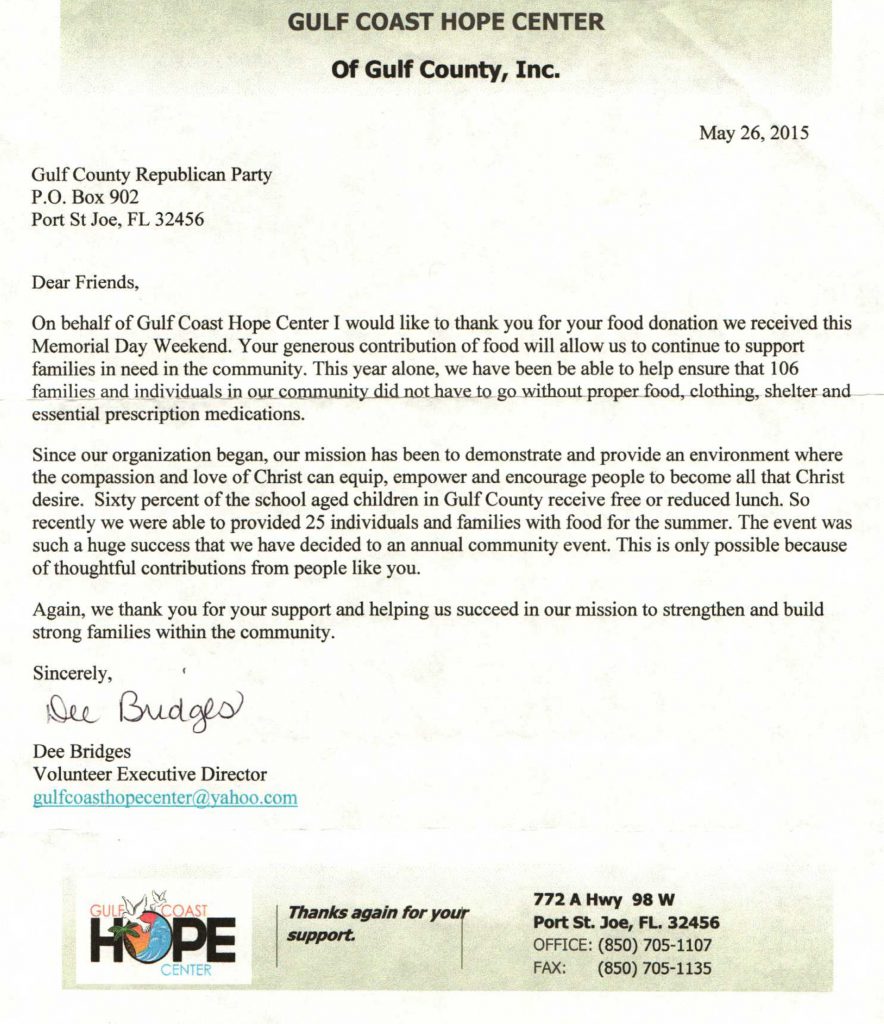 GULF COAST HOPE CENTER
Of Gulf County, Inc.
May 26, 2015
Gulf County Republican Party
P.O. Box 902
Port St Joe, FL 32456
Dear Friends,
On behalf of Gulf Coast Hope Center I would like to thank you for your food donation we received this
Memorial Day Weekend. Your generous contribution of food will allow us to continue to support
families in need in the community. This year alone, we have been be able to help ensure that 106
families and individuals in our community did not have to go without proper food, clothing, shelter and
essential prescription medications.
Since our organization began, our mission has been to demonstrate and provide an environment where
the compassion and love of Christ can equip, empower and encourage people to become all that Christ
desire.  Sixty percent of the school aged children in Gulf County receive free or reduced lunch. So
recently we were able to provided 25 individuals and families with food for the summer. The event was
such a huge success that we have decided to an annual community event. This is only possible because
of thoughtful contributions from people like you.
Again, we thank you for your support and helping us succeed in our mission to strengthen and build
strong families within the community.
Sincerely,
Dee Bridges
Dee Bridges
Volunteer Executive Director
gulfcoasthopecenter@yahoo.com
GULF COAST
HOPE
CENTER
Thanks again for your
support.
772 A Hwy  98 W
Port St. Joe, FL. 32456
OFFICE: (850) 705-1107
FAX: (850) 705-1135